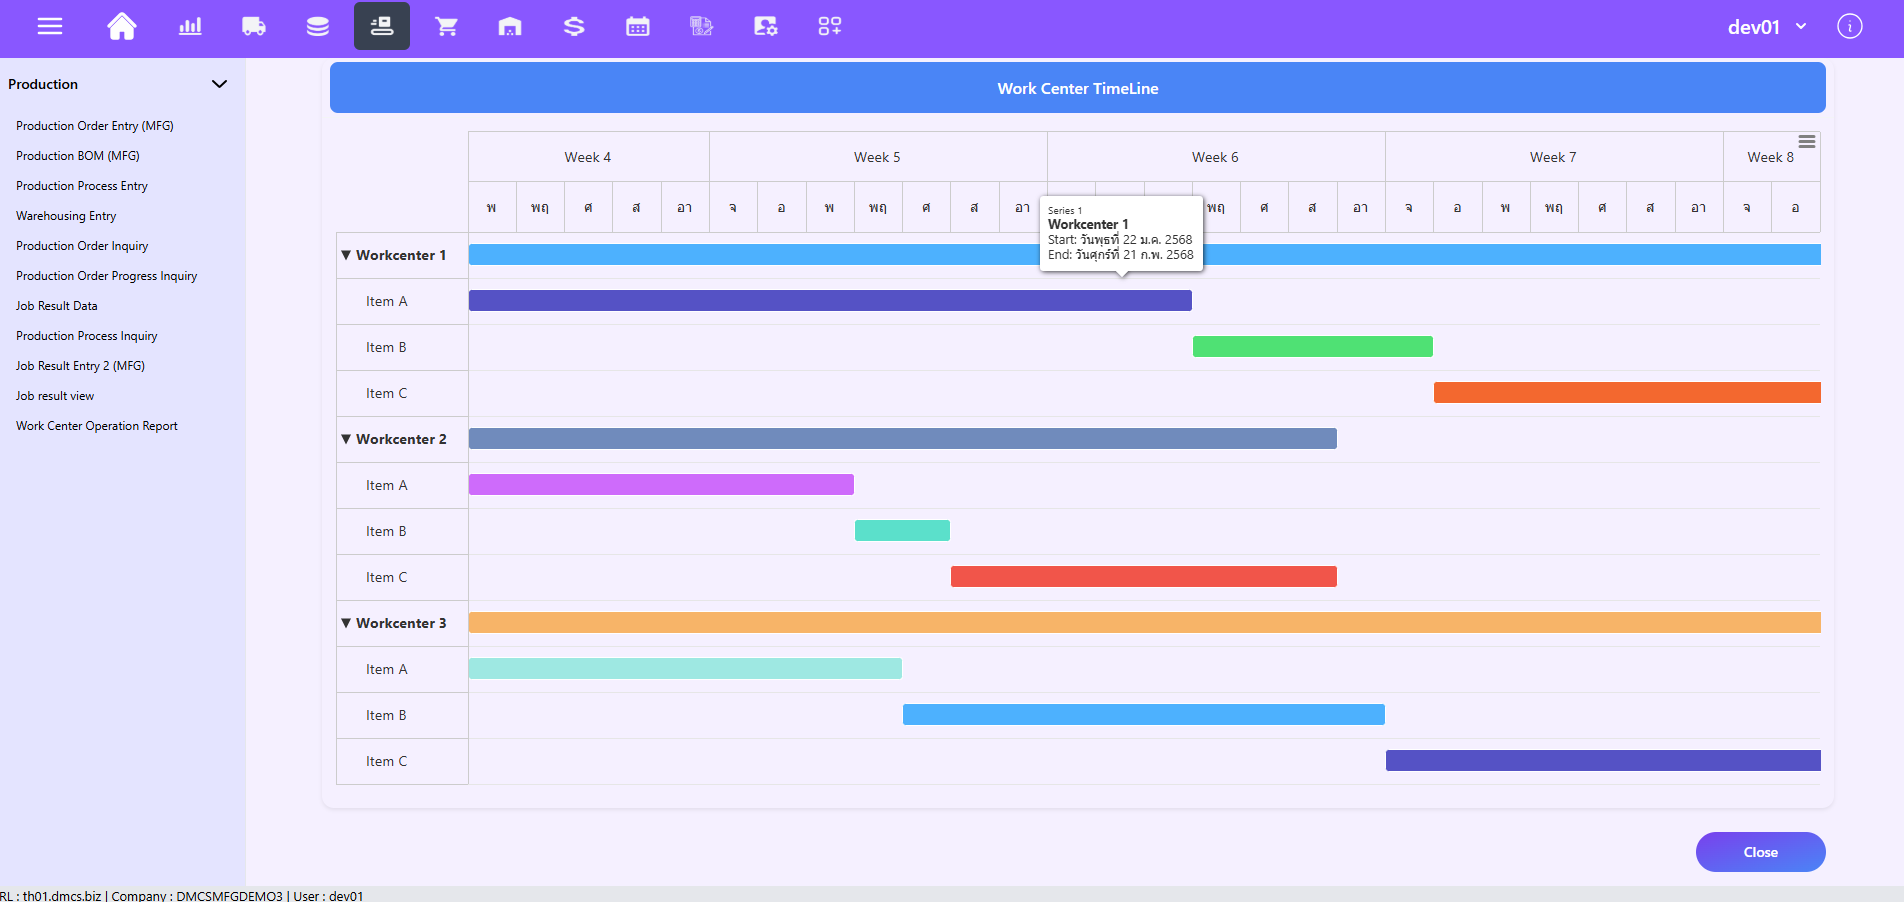 dev01
Production
Production Order Entry (MFG)
Production BOM (MFG)
Production Process Entry
Warehousing Entry
Production Order Inquiry
Production Order Progress Inquiry
Job Result Data
Production Process Inquiry
Job Result Entry 2 (MFG)
Job result view
Work Center Operation Report
Work Center TimeLine
Week 4 Week 5 Week 6 Week 7 Week 8
พ พฤ ศ ส อา จ อ พ พฤ ศ ส อา พฤ ศ ส อา จ อ พ พฤ ศ ส อา จ อ
Series 1
Workcenter 1
Start: วันพุธที่ 22 ม.ค. 2568
End: วันศุกร์ที่ 21 ก.พ. 2568
▼ Workcenter 1
Item A
Item B
Item C
▼ Workcenter 2
Item A
Item B
Item C
▼ Workcenter 3
Item A
Item B
Item C
Close
RL : th01.dmcs.biz | Company : DMCSMFGDEMO3 | User : dev01